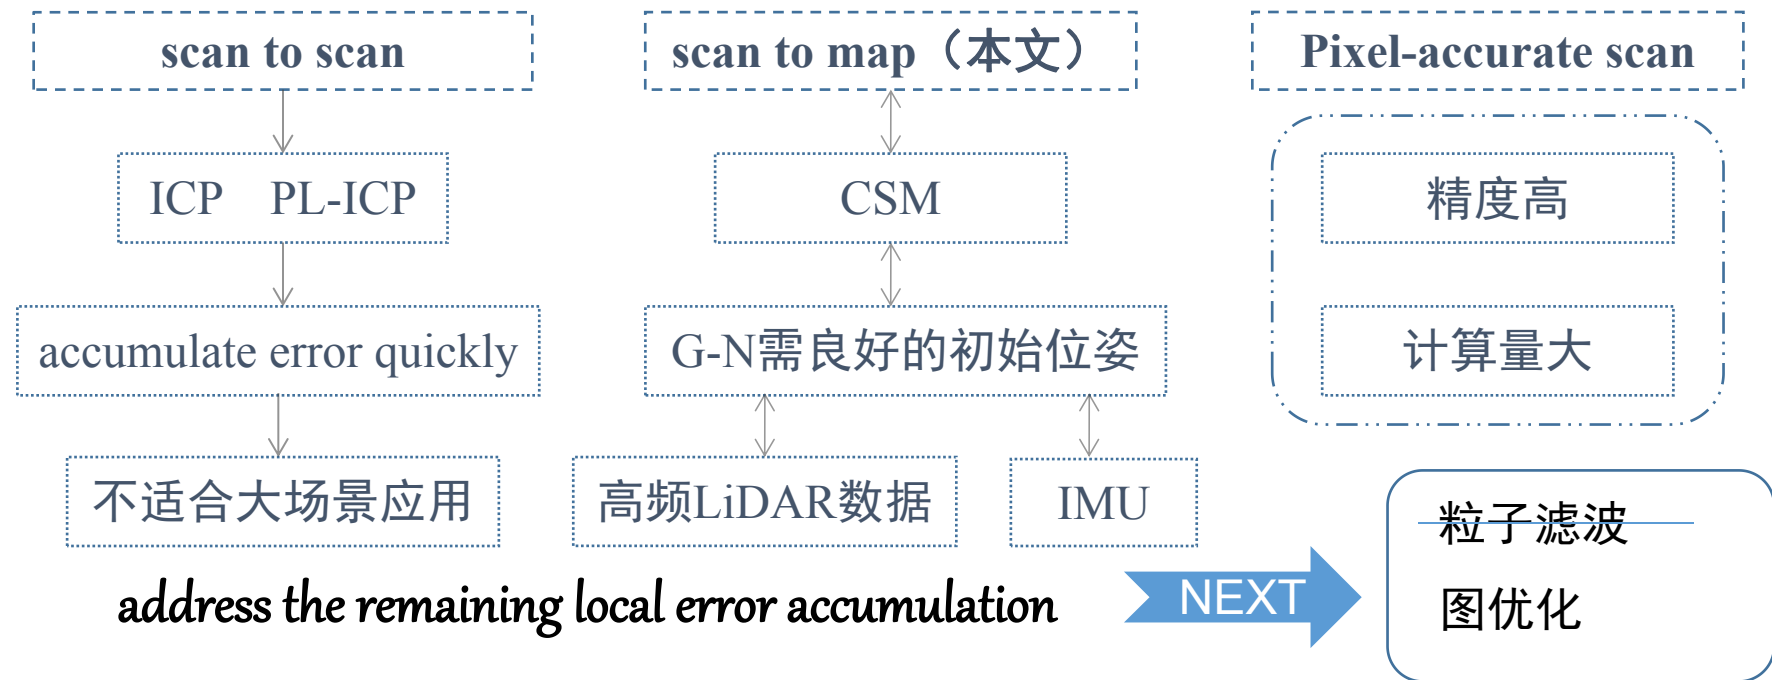 scan to scan
scan to map（本文）
Pixel-accurate scan
ICP PL-ICP
CSM
精度高
accumulate error quickly
G-N需良好的初始位姿
计算量大
不适合大场景应用
高频LiDAR数据
IMU
粒子滤波
address the remaining local error accumulation
NEXT
图优化